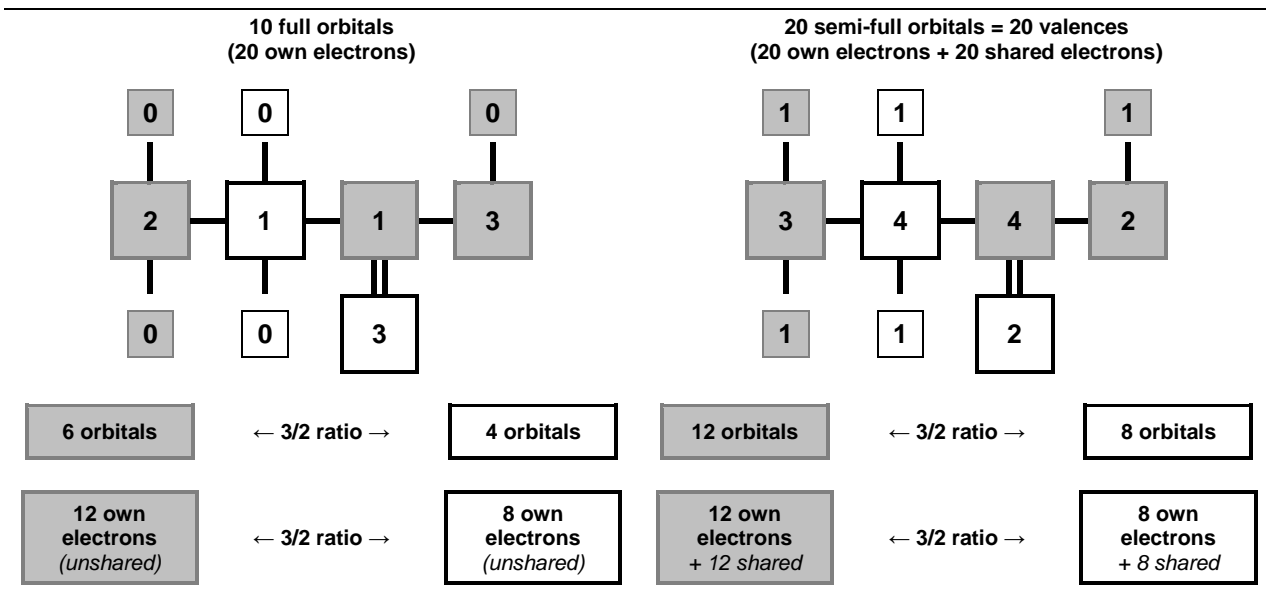 10 full orbitals
(20 own electrons)
20 semi-full orbitals = 20 valences
(20 own electrons + 20 shared electrons)
0 0 0
1 1 1
2 1 1 3
3 4 4 2
0 0 3
1 1 2
6 orbitals ← 3/2 ratio → 4 orbitals
12 orbitals ← 3/2 ratio → 8 orbitals
12 own
electrons
(unshared)
← 3/2 ratio →
8 own
electrons
(unshared)
12 own
electrons
+ 12 shared
← 3/2 ratio →
8 own
electrons
+ 8 shared